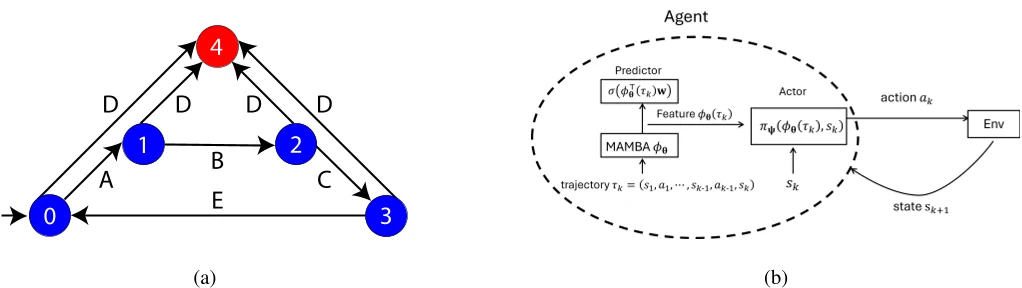 4
D
D
D
D
1
2
B
A
C
E
0
3
(a)
Agent
Predictor
σ(ϕ_θ^⊤(τ_k)w)
Feature ϕ_θ(τ_k)
MAMBA ϕ_θ
trajectory τ_k = (s_1, a_1, ⋯, s_{k-1}, a_{k-1}, s_k)
Actor
π_ψ(ϕ_θ(τ_k), s_k)
s_k
action a_k
Env
state s_{k+1}
(b)